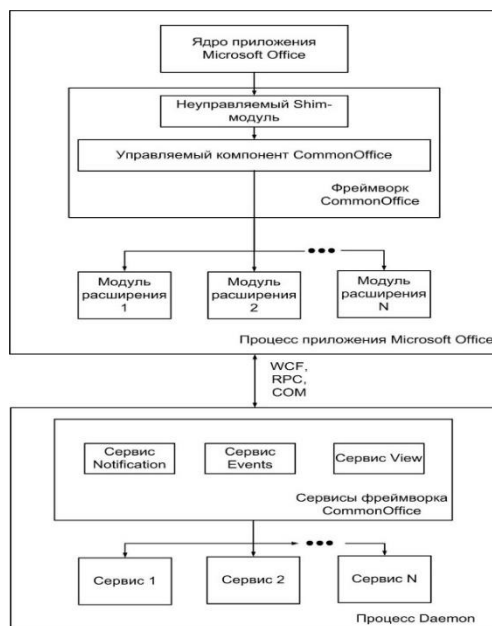 Ядро приложения
Microsoft Office
Неуправляемый Shim-
модуль
Управляемый компонент CommonOffice
Фреймворк
CommonOffice
Модуль
расширения
1
Модуль
расширения
2
Модуль
расширения
N
Процесс приложения Microsoft Office
WCF,
RPC,
COM
Сервис
Notification
Сервис
Events
Сервис View
Сервисы фреймворка
CommonOffice
Сервис 1
Сервис 2
Сервис N
Процесс Daemon